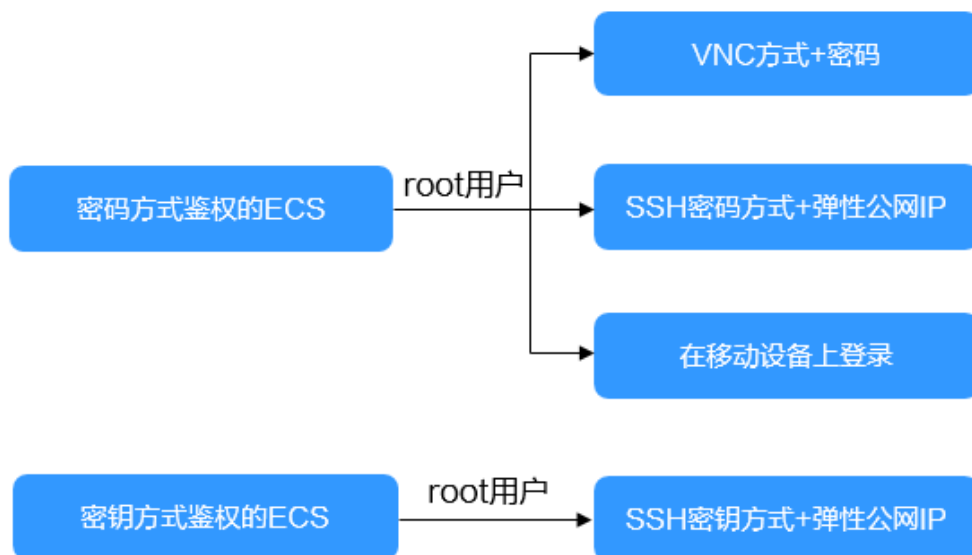 VNC方式+密码
密码方式鉴权的ECS
root用户
SSH密码方式+弹性公网IP
在移动设备上登录
密钥方式鉴权的ECS
root用户
SSH密钥方式+弹性公网IP